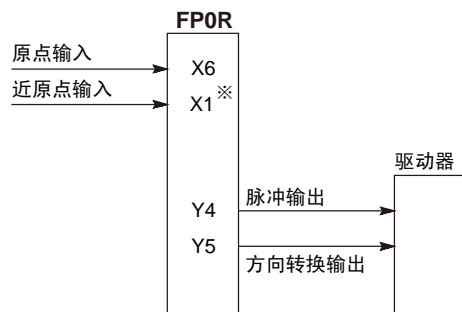 FP0R
原点输入
X6
近原点输入
X1※
驱动器
Y4
脉冲输出
Y5
方向转换输出